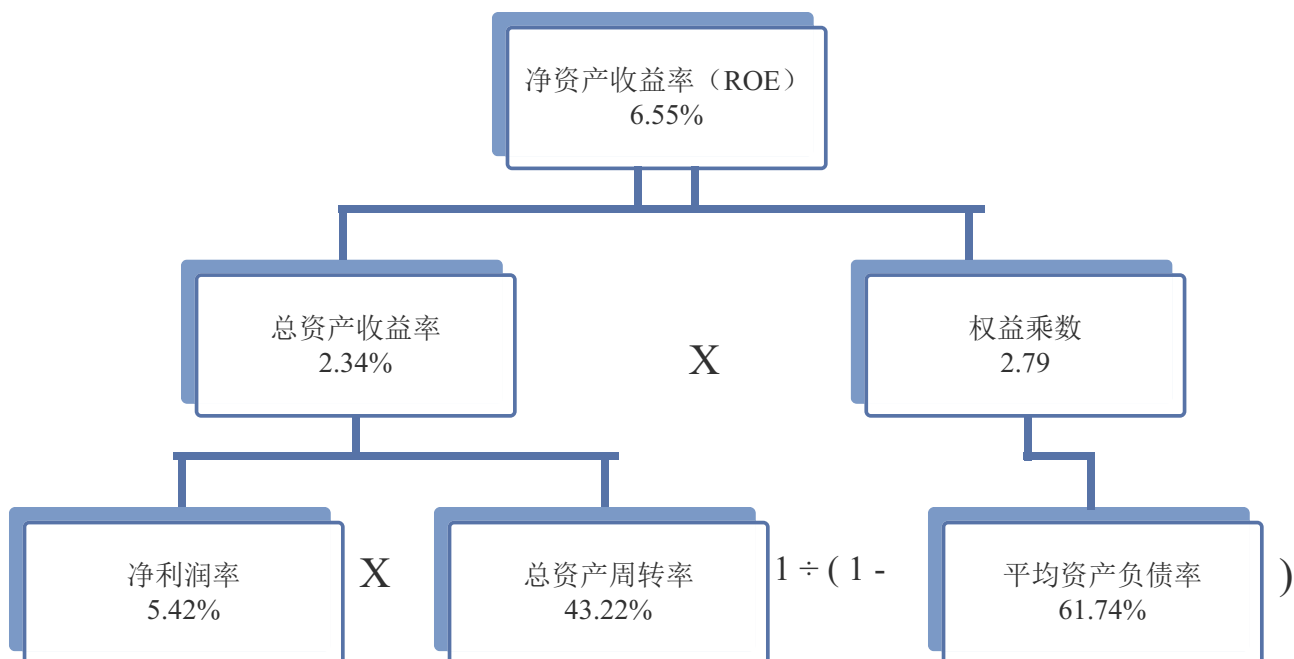 净资产收益率（ROE）
6.55%
总资产收益率
2.34%
X
权益乘数
2.79
净利润率
5.42%
X
总资产周转率
43.22%
1 ÷ ( 1 -
平均资产负债率
61.74%
)